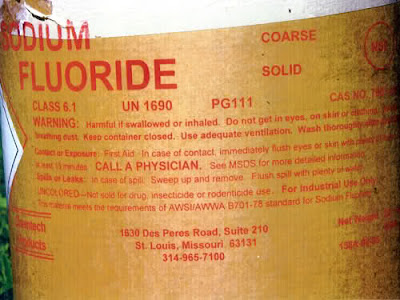 SODIUM
COARSE
FLUORIDE
SOLID
CLASS 6.1 UN 1690 PG111 CAS NO.
WARNING: Harmful if swallowed or inhaled. Do not get in eyes, on skin or clothing.
breathing dust. Keep container closed. Use adequate ventilation. Wash thoroughly
Contact or Exposure: First Aid. In case of contact, immediately flush eyes or skin with plenty
at least 15 minutes. CALL A PHYSICIAN. See MSDS for more detailed information.
Spills or Leaks: In case of spill: Sweep up and remove. Flush spill with plenty of
UNCOLORED—Not sold for drug, insecticide or rodenticide use. For Industrial Use Only
This material meets the requirements of AWSI/AWWA B701-78 standard for Sodium
Products
1630 Des Peres Road, Suite 210
St. Louis, Missouri 63131
314-965-7100
Net Weight